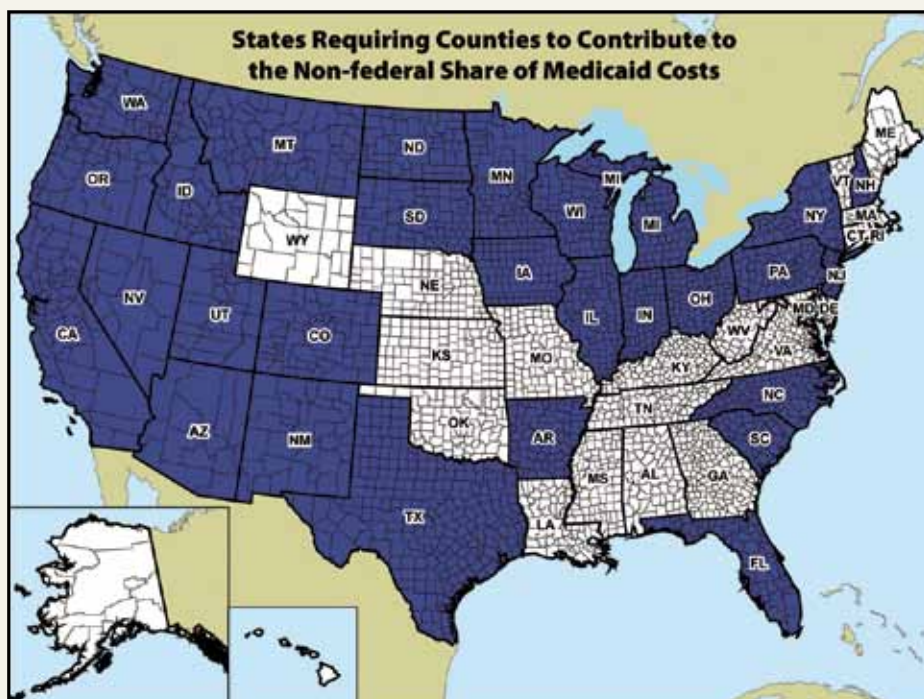 States Requiring Counties to Contribute to
the Non-federal Share of Medicaid Costs
WA
MT
ND
MN
ME
OR
ID
SD
WI
MI
MI
NY
VT
NH
MA
CT
RI
WY
IA
PA
NJ
NE
NV
UT
CO
IL
IN
OH
MD
DE
WV
VA
CA
KS
MO
KY
NC
TN
OK
AR
SC
AZ
NM
MS
AL
GA
TX
LA
FL